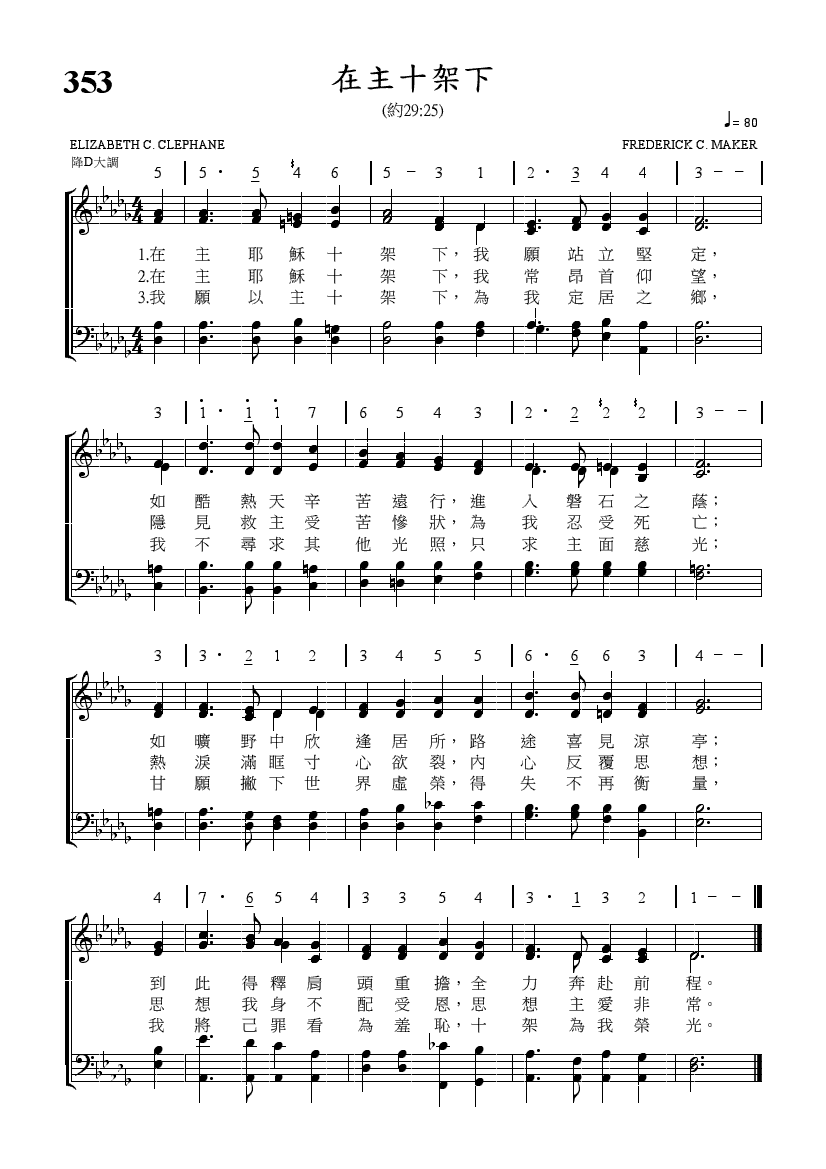 353
在主十架下
(約29:25)
♩= 80
ELIZABETH C. CLEPHANE
FREDERICK C. MAKER
降D大調
5 | 5 · 5 4 6 | 5 – 3 1 | 2 · 3 4 4 | 3 – – |
1.在 主 耶 穌 十 架 下，我 願 站 立 堅 定，
2.在 主 耶 穌 十 架 下，我 常 昂 首 仰 望，
3.我 願 以 主 十 架 下，為 我 定 居 之 鄉，
3 | 1 · 1 1 7 | 6 5 4 3 | 2 · 2 2 2 | 3 – – |
如 酷 熱 天 辛 苦 遠 行，進 入 磐 石 之 蔭；
隱 見 救 主 受 苦 慘 狀，為 我 忍 受 死 亡；
我 不 尋 求 其 他 光 照，只 求 主 面 慈 光；
3 | 3 · 2 1 2 | 3 4 5 5 | 6 · 6 6 3 | 4 – – |
如 曠 野 中 欣 逢 居 所，路 途 喜 見 涼 亭；
熱 淚 滿 眶 寸 心 欲 裂，內 心 反 覆 思 想；
甘 願 撇 下 世 界 虛 榮，得 失 不 再 衡 量，
4 | 7 · 6 5 4 | 3 3 5 4 | 3 · 1 3 2 | 1 – – |
到 此 得 釋 肩 頭 重 擔，全 力 奔 赴 前 程。
思 想 我 身 不 配 受 恩，思 想 主 愛 非 常。
我 將 己 罪 看 為 羞 恥，十 架 為 我 榮 光。